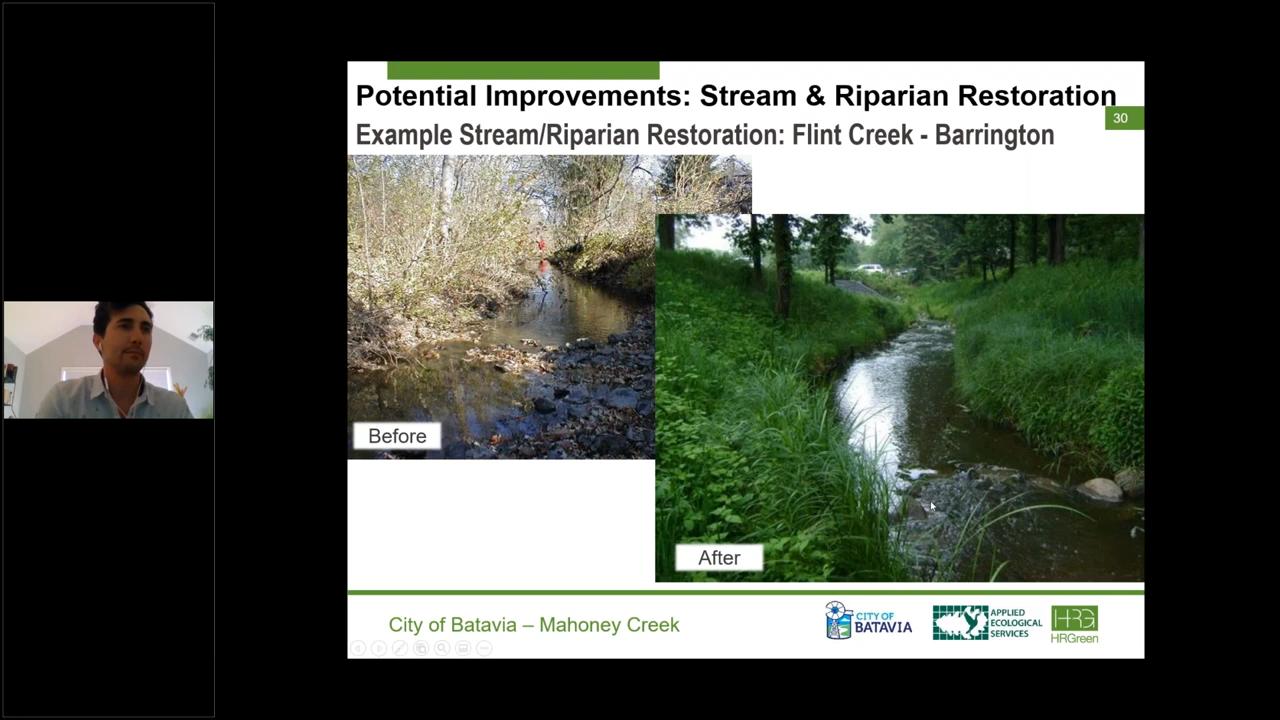 Potential Improvements: Stream & Riparian Restoration
30
Example Stream/Riparian Restoration: Flint Creek - Barrington
Before
After
City of Batavia – Mahoney Creek
CITY OF
BATAVIA
APPLIED
ECOLOGICAL
SERVICES
HRG
HRGreen